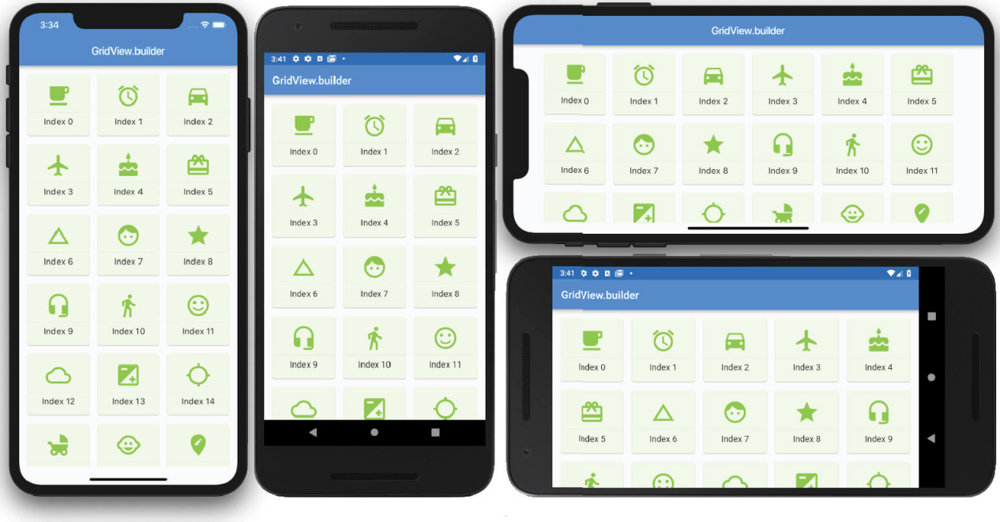 3:34
GridView.builder
Index 0 Index 1 Index 2
Index 3 Index 4 Index 5
Index 6 Index 7 Index 8
Index 9 Index 10 Index 11
Index 12 Index 13 Index 14
3:41
GridView.builder
Index 0 Index 1 Index 2
Index 3 Index 4 Index 5
Index 6 Index 7 Index 8
Index 9 Index 10 Index 11
GridView.builder
Index 0 Index 1 Index 2 Index 3 Index 4 Index 5
Index 6 Index 7 Index 8 Index 9 Index 10 Index 11
3:41
GridView.builder
Index 0 Index 1 Index 2 Index 3 Index 4
Index 5 Index 6 Index 7 Index 8 Index 9